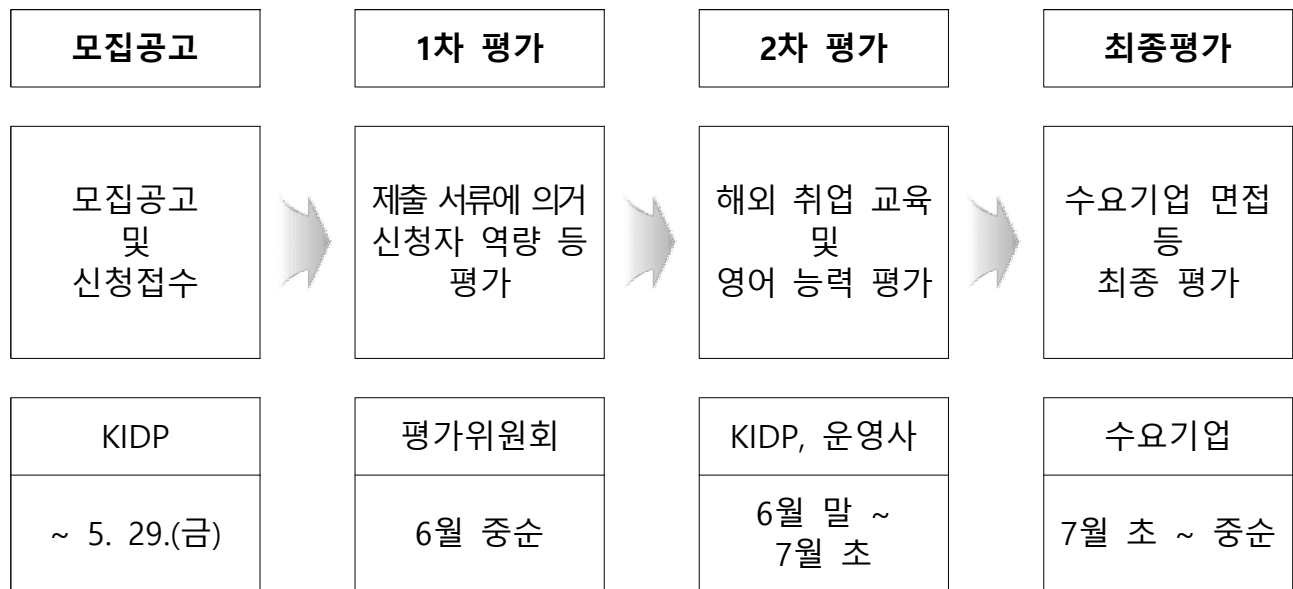 모집공고
1차 평가
2차 평가
최종평가
모집공고
및
신청접수
제출 서류에 의거
신청자 역량 등
평가
해외 취업 교육
및
영어 능력 평가
수요기업 면접
등
최종 평가
KIDP
평가위원회
KIDP, 운영사
수요기업
~ 5. 29.(금)
6월 중순
6월 말 ~
7월 초
7월 초 ~ 중순